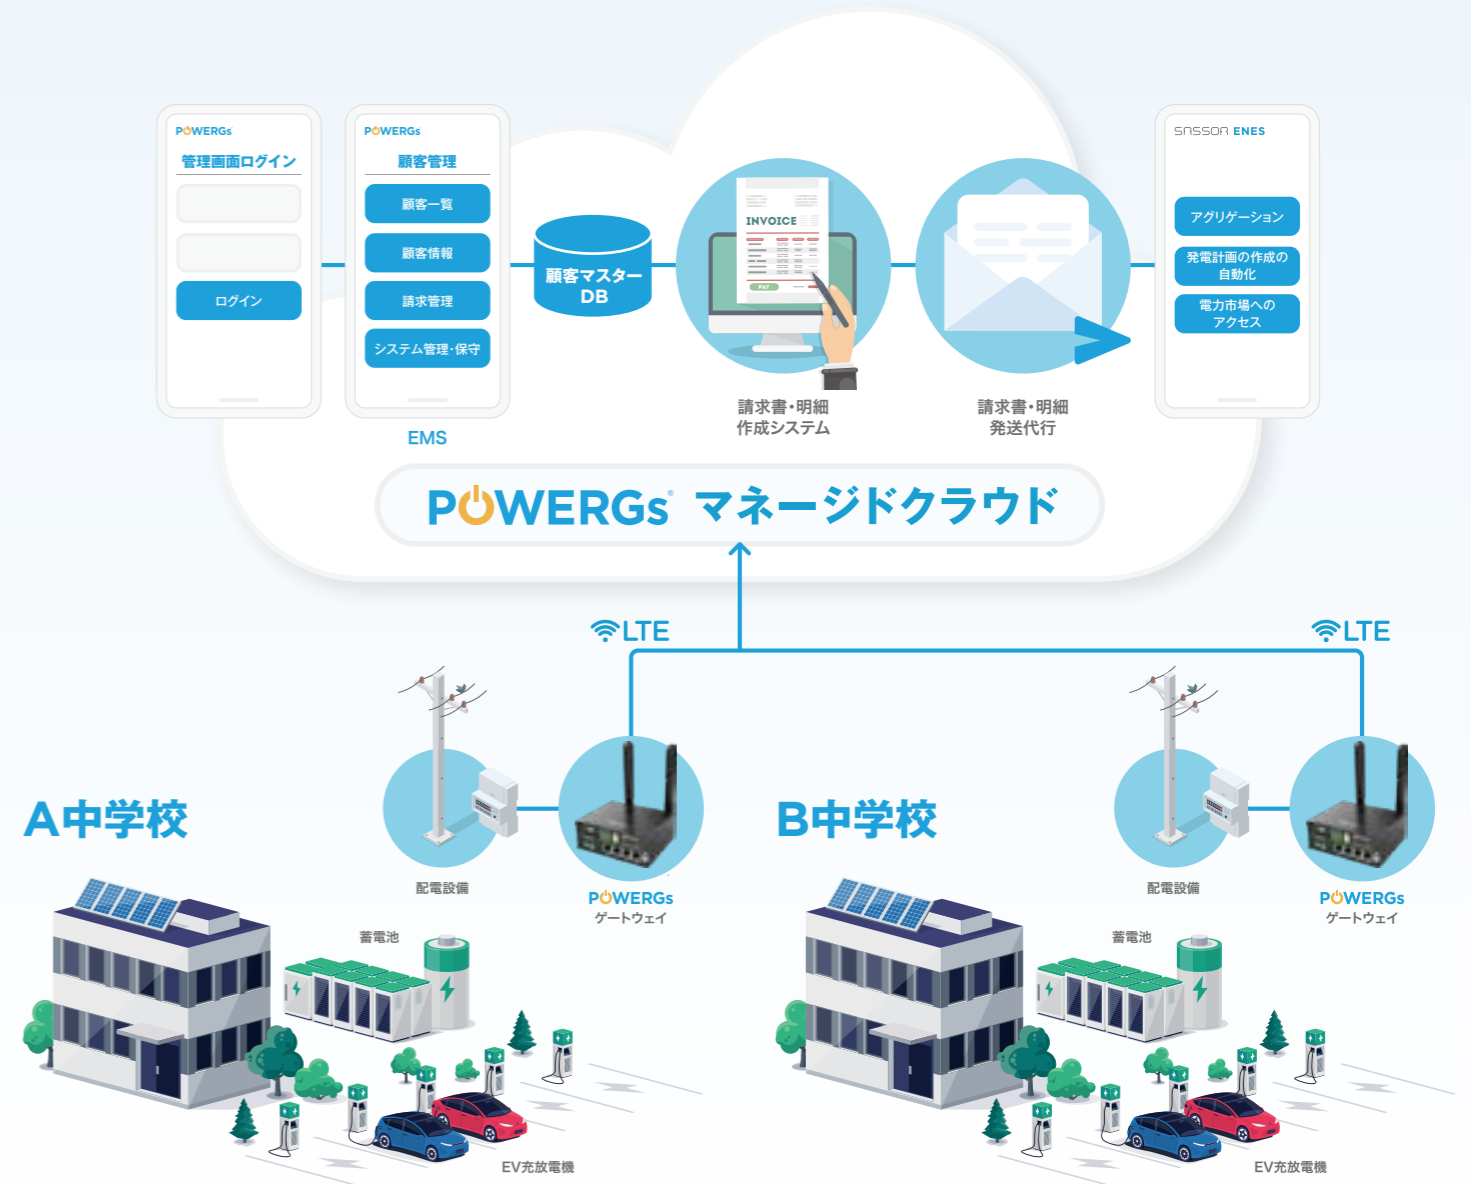 POWERGs
管理画面ログイン
ログイン
POWERGs
顧客管理
顧客一覧
顧客情報
請求管理
システム管理・保守
EMS
顧客マスター
DB
INVOICE
PAY
請求書・明細
作成システム
請求書・明細
発送代行
SASSOR ENES
アグリゲーション
発電計画の作成の
自動化
電力市場への
アクセス
POWERGs® マネージドクラウド
LTE
LTE
A中学校
配電設備
POWERGs
ゲートウェイ
蓄電池
EV充放電機
B中学校
配電設備
POWERGs
ゲートウェイ
蓄電池
EV充放電機